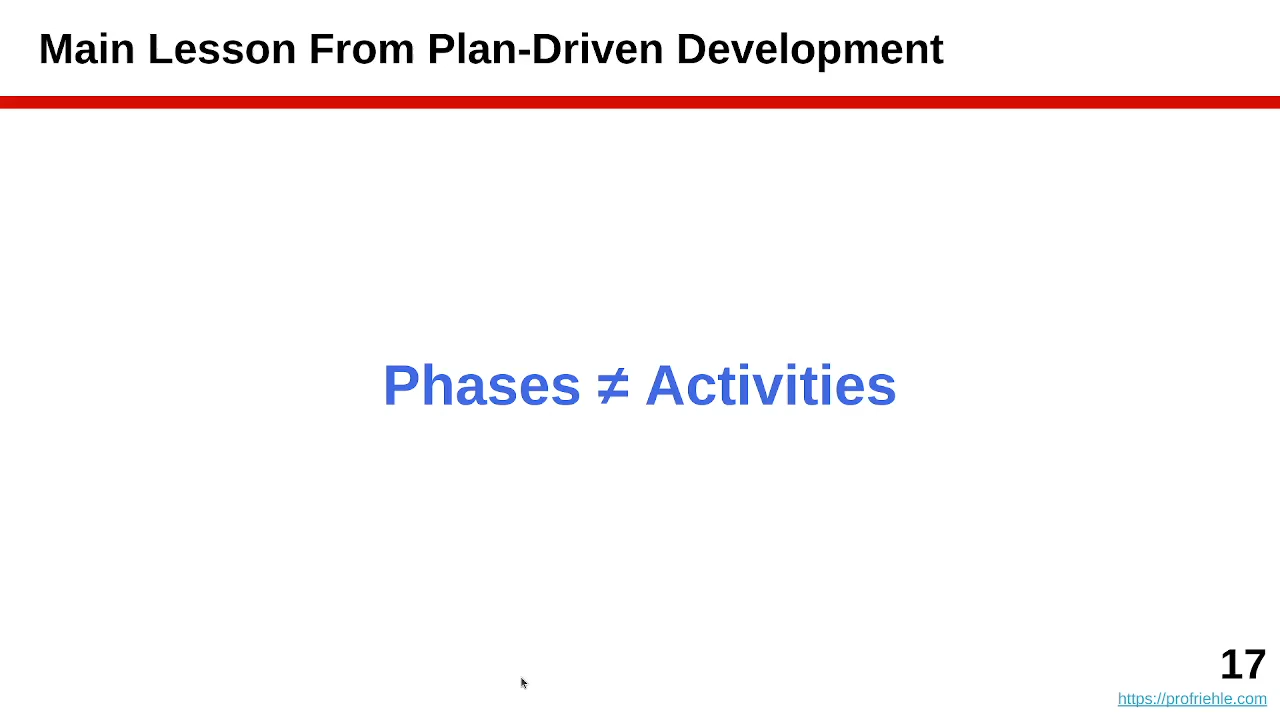 Main Lesson From Plan-Driven Development
Phases ≠ Activities
17
https://profriehle.com